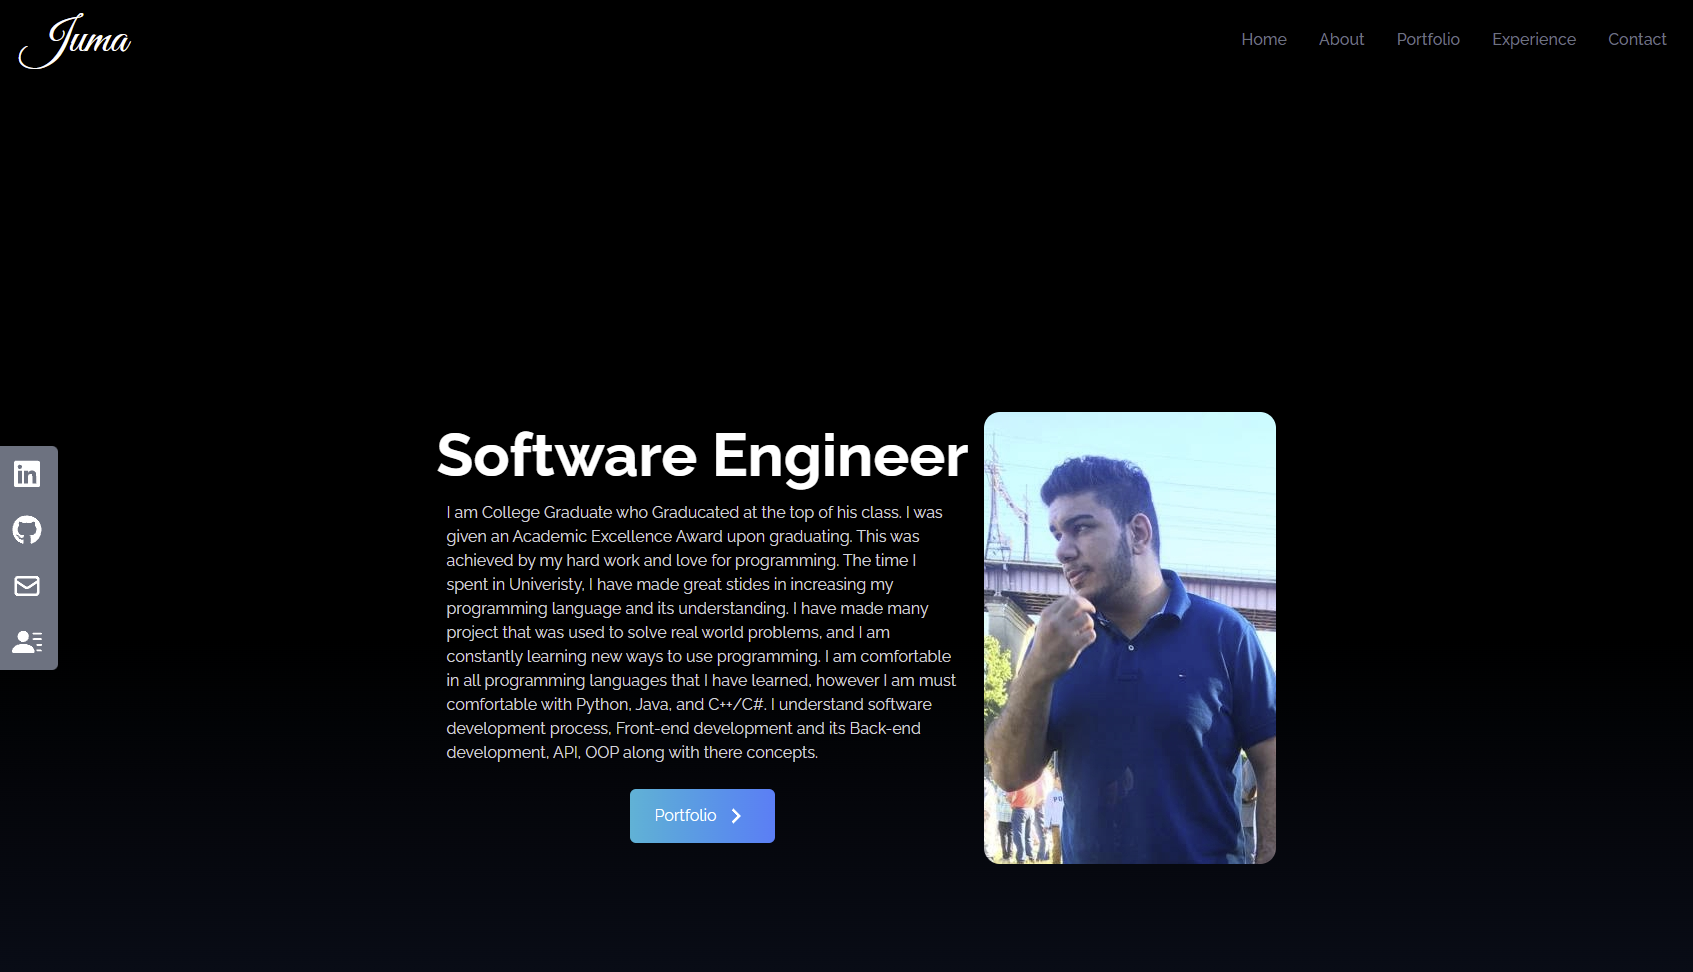 Juma
Home About Portfolio Experience Contact
Software Engineer
I am College Graduate who Graducated at the top of his class. I was
given an Academic Excellence Award upon graduating. This was
achieved by my hard work and love for programming. The time I
spent in Univeristy, I have made great stides in increasing my
programming language and its understanding. I have made many
project that was used to solve real world problems, and I am
constantly learning new ways to use programming. I am comfortable
in all programming languages that I have learned, however I am must
comfortable with Python, Java, and C++/C#. I understand software
development process, Front-end development and its Back-end
development, API, OOP along with there concepts.
Portfolio
in